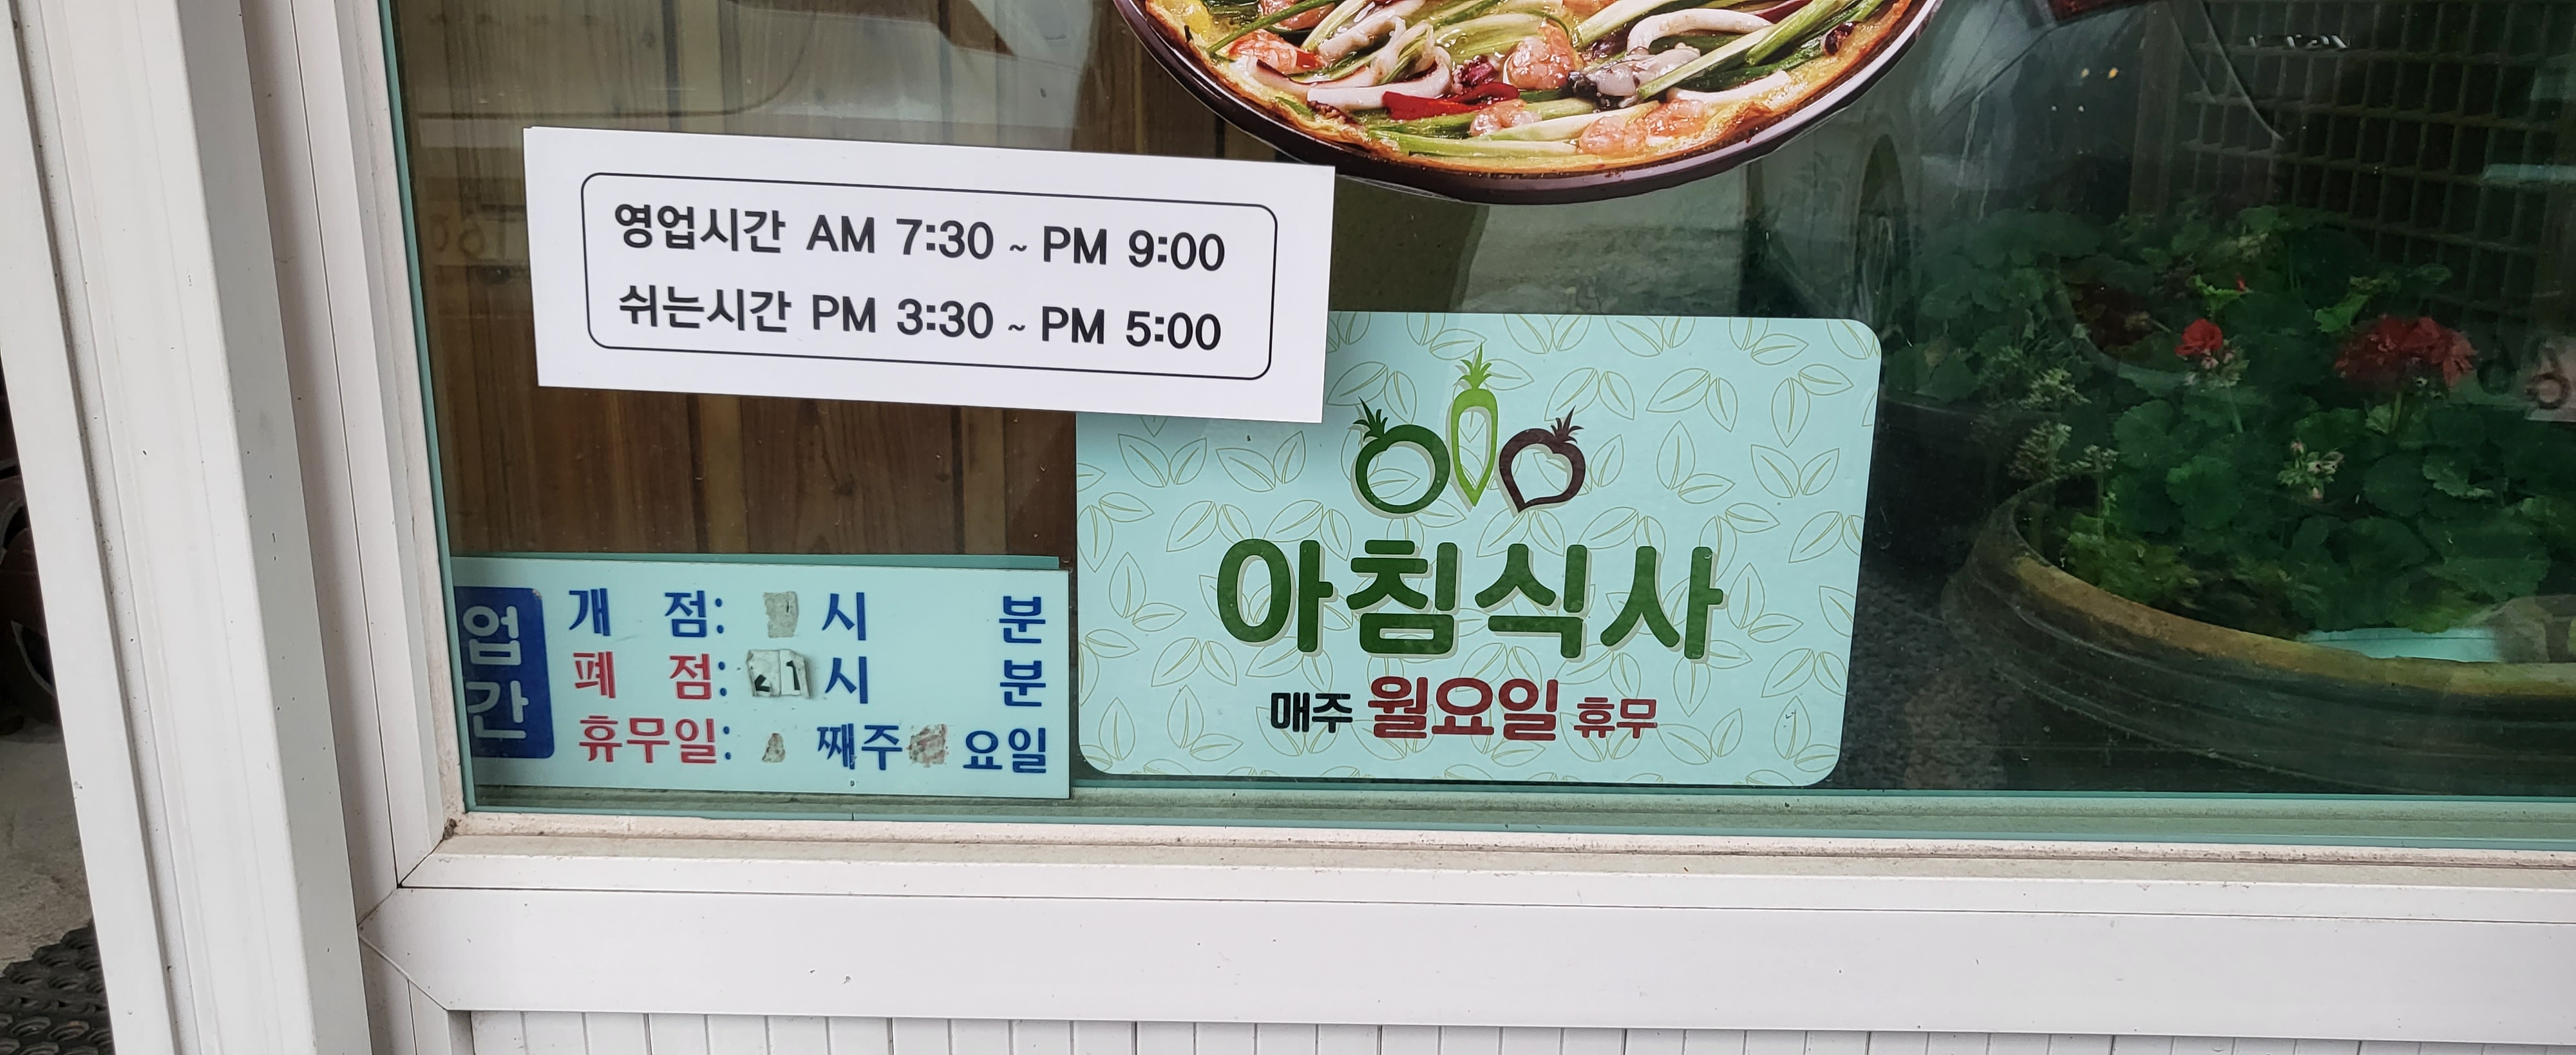 영업시간 AM 7:30 ~ PM 9:00
쉬는시간 PM 3:30 ~ PM 5:00
아침식사
매주 월요일 휴무
업
간
개 점: 시 분
폐 점: 21 시 분
휴무일: 째주 요일